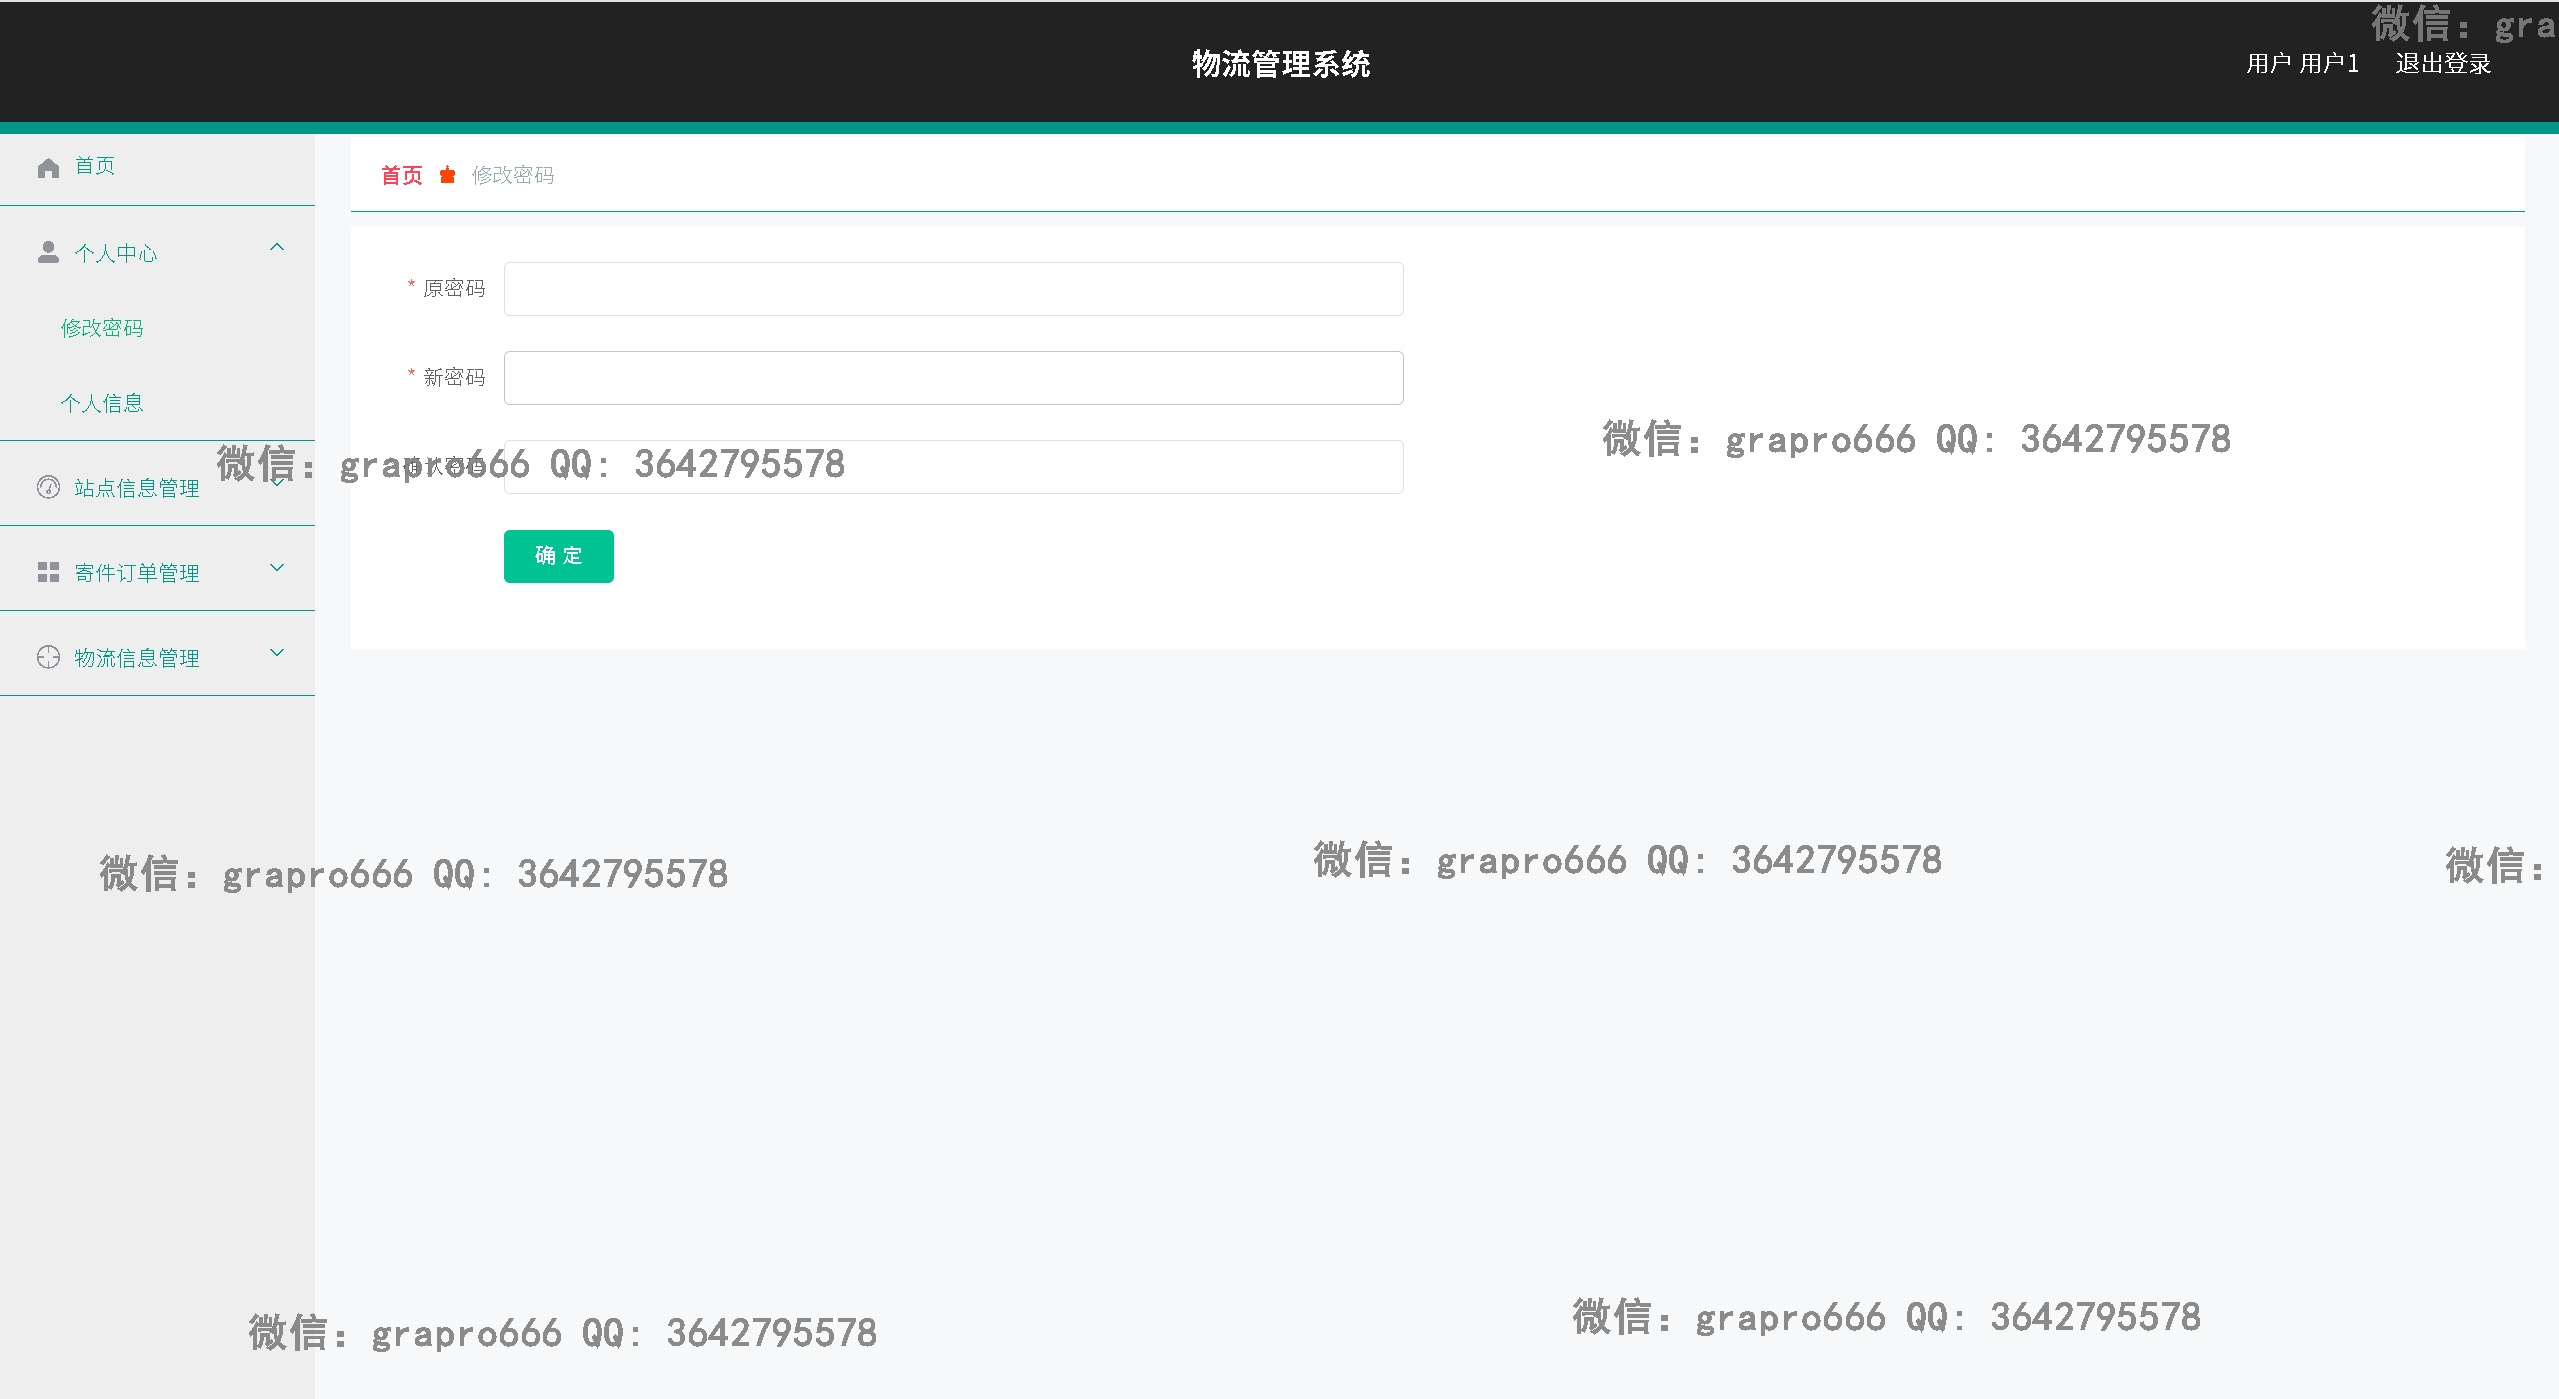 微信：gra
物流管理系统
用户 用户1 退出登录
首页
首页 修改密码
个人中心
* 原密码
修改密码
* 新密码
个人信息
微信：grapro666 QQ：3642795578
确认密码
微信：grapro666 QQ：3642795578
站点信息管理
确 定
寄件订单管理
物流信息管理
微信：grapro666 QQ：3642795578
微信：grapro666 QQ：3642795578
微信：
微信：grapro666 QQ：3642795578
微信：grapro666 QQ：3642795578